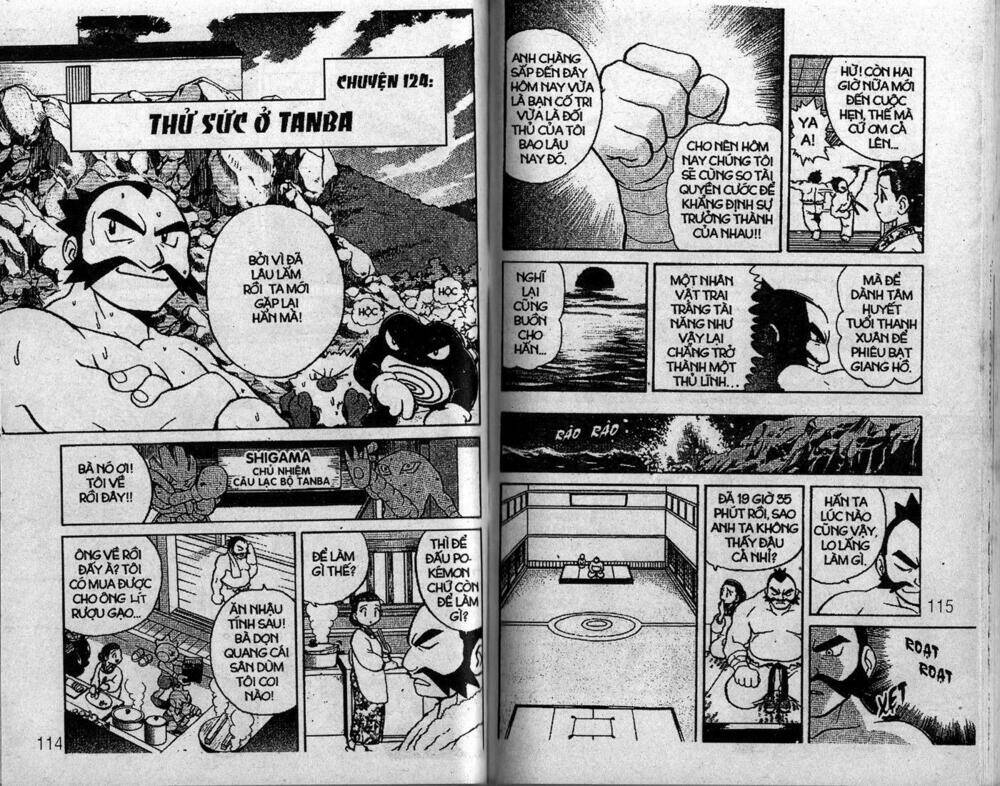 CHUYỆN 124:
THỬ SỨC Ở TANBA
BỞI VÌ ĐÃ
LÂU LẮM
RỒI TA MỚI
GẶP LẠI
HẮN MÀ!
HỘC
HỘC
BÀ NÓ ƠI!
TÔI VỀ
RỒI ĐÂY!!
SHIGAMA
CHỦ NHIỆM
CÂU LẠC BỘ TANBA
ÔNG VỀ RỒI
ĐẤY À? TÔI
CÓ MUA ĐƯỢC
CHO ÔNG LÍT
RƯỢU GẠO...
ĂN NHẬU
TÍNH SAU!
BÀ DỌN
QUANG CÁI
SÂN DÙM
TÔI COI
NÀO!
ĐỂ LÀM
GÌ THẾ?
THÌ ĐỂ
ĐẤU PO-
KÉMON
CHỨ CÒN
ĐỂ LÀM
GÌ?
114
ANH CHÀNG
SẮP ĐẾN ĐÂY
HÔM NAY VỪA
LÀ BẠN CỐ TRI
VỪA LÀ ĐỐI
THỦ CỦA TÔI
BAO LÂU
NAY ĐÓ.
CHO NÊN HÔM
NAY CHÚNG TÔI
SẼ CÙNG SO TÀI
QUYỀN CƯỚC ĐỂ
KHẲNG ĐỊNH SỰ
TRƯỞNG THÀNH
CỦA NHAU!!
YA
A!
HỪ! CÒN HAI
GIỜ NỮA MỚI
ĐẾN CUỘC
HẸN, THẾ MÀ
CỨ OM CẢ
LÊN...
NGHĨ
LẠI
CŨNG
BUỒN
CHO
HẮN...
MỘT NHÂN
VẬT TRAI
TRÁNG TÀI
NĂNG NHƯ
VẬY LẠI
CHẲNG TRỞ
THÀNH MỘT
THỦ LĨNH...
MÀ ĐỂ
DÀNH TÂM
HUYẾT
TUỔI THANH
XUÂN ĐỂ
PHIÊU BẠT
GIANG HỒ.
RÀO RÀO
ĐÃ 19 GIỜ 35
PHÚT RỒI, SAO
ANH TA KHÔNG
THẤY ĐÂU
CẢ NHỈ?
HẮN TA
LÚC NÀO
CŨNG VẬY,
LO LẮNG
LÀM GÌ.
115
ROẠT
ROẠT
XẸT